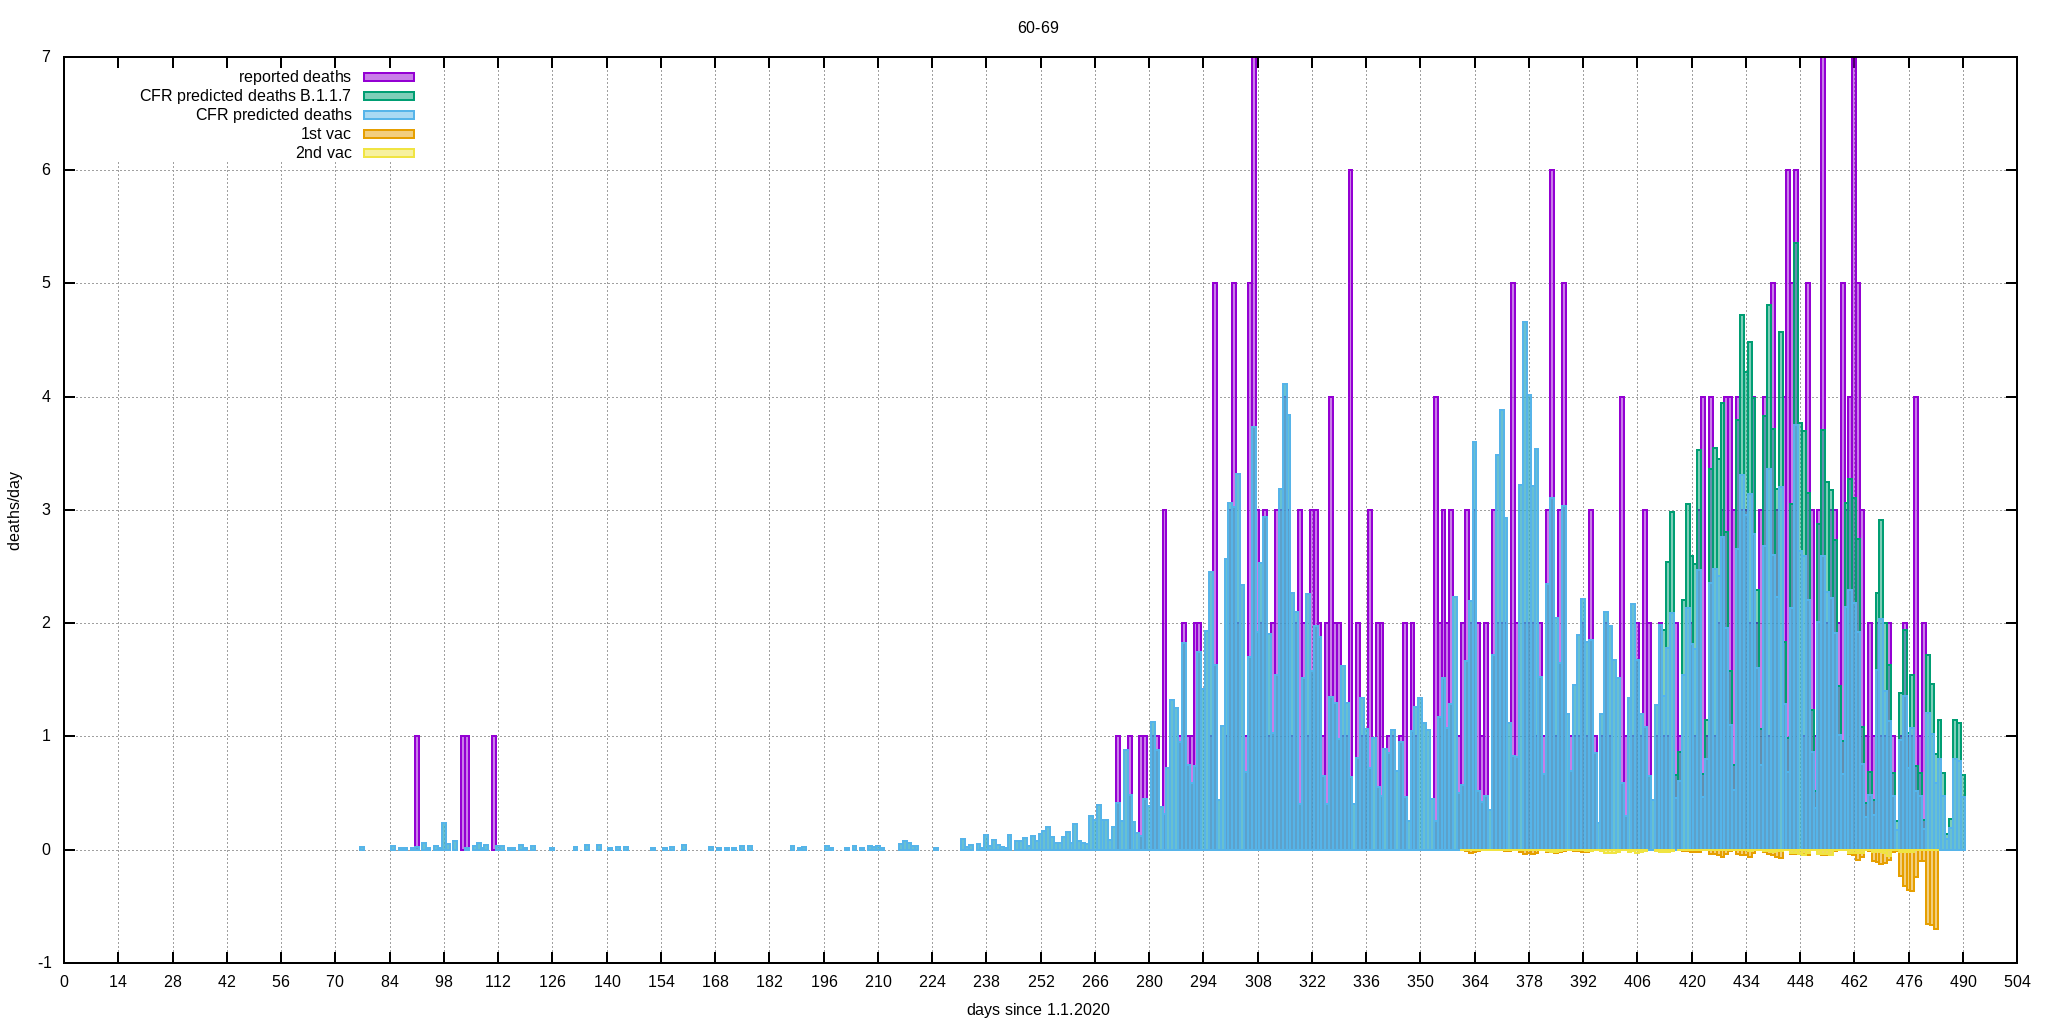 60-69
reported deaths
CFR predicted deaths B.1.1.7
CFR predicted deaths
1st vac
2nd vac
deaths/day
7
6
5
4
3
2
1
0
-1
0 14 28 42 56 70 84 98 112 126 140 154 168 182 196 210 224 238 252 266 280 294 308 322 336 350 364 378 392 406 420 434 448 462 476 490 504
days since 1.1.2020